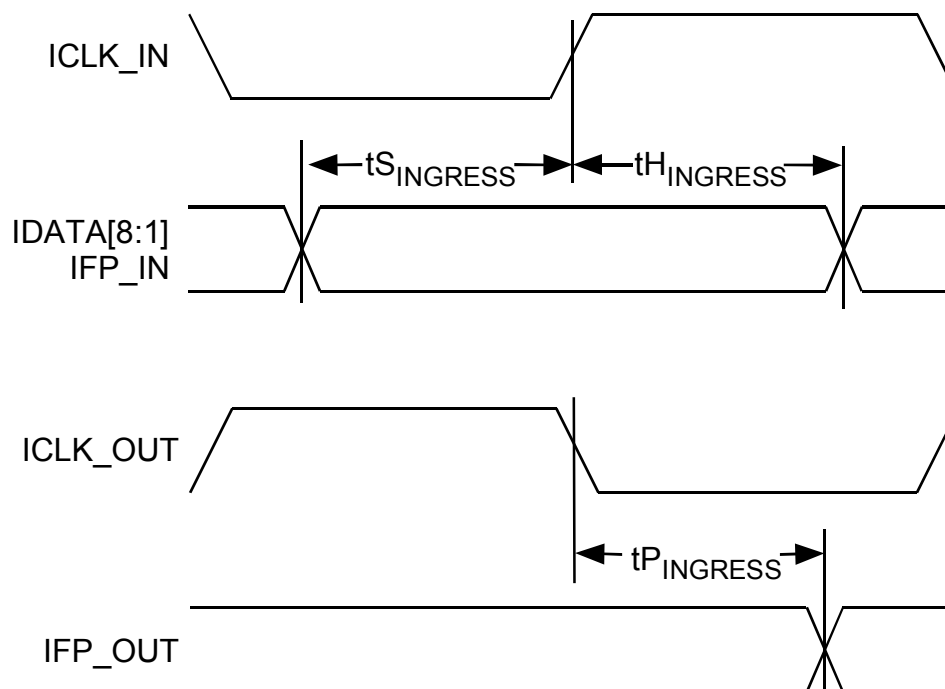 ICLK_IN
tSINGRESS
tHINGRESS
IDATA[8:1]
IFP_IN
ICLK_OUT
tPINGRESS
IFP_OUT